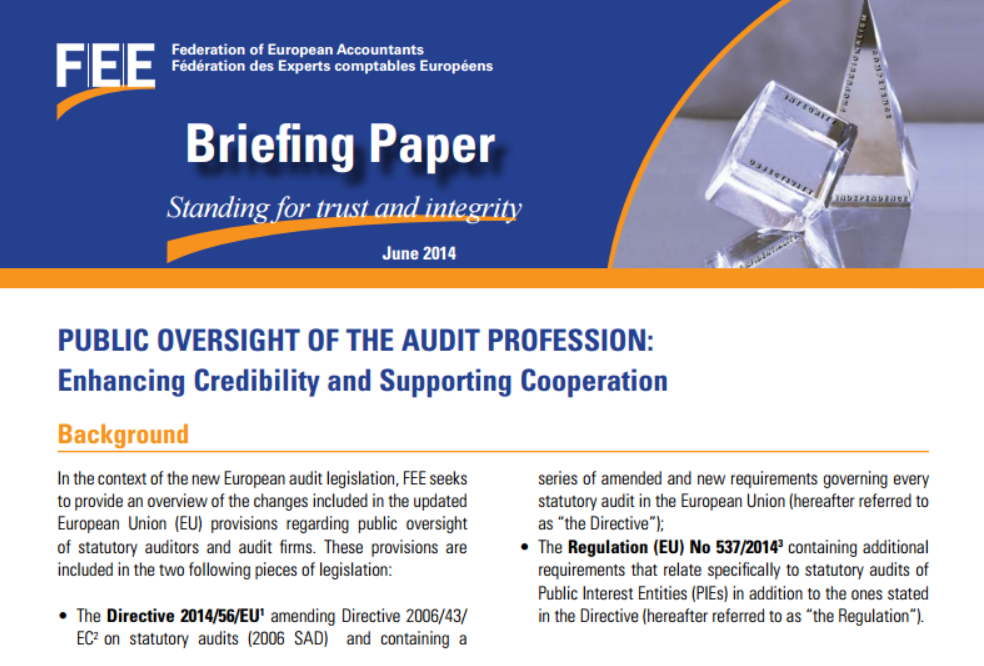 FEE
Federation of European Accountants
Fédération des Experts comptables Européens
Briefing Paper
Standing for trust and integrity
June 2014
INTEGRITY
OBJECTIVITY
PROFESSIONALISM
COMPETENCE
INDEPENDENCE
PUBLIC OVERSIGHT OF THE AUDIT PROFESSION:
Enhancing Credibility and Supporting Cooperation
Background
In the context of the new European audit legislation, FEE seeks
to provide an overview of the changes included in the updated
European Union (EU) provisions regarding public oversight
of statutory auditors and audit firms. These provisions are
included in the two following pieces of legislation:
• The Directive 2014/56/EU¹ amending Directive 2006/43/
EC² on statutory audits (2006 SAD) and containing a
series of amended and new requirements governing every
statutory audit in the European Union (hereafter referred to
as “the Directive”);
• The Regulation (EU) No 537/2014³ containing additional
requirements that relate specifically to statutory audits of
Public Interest Entities (PIEs) in addition to the ones stated
in the Directive (hereafter referred to as “the Regulation”).